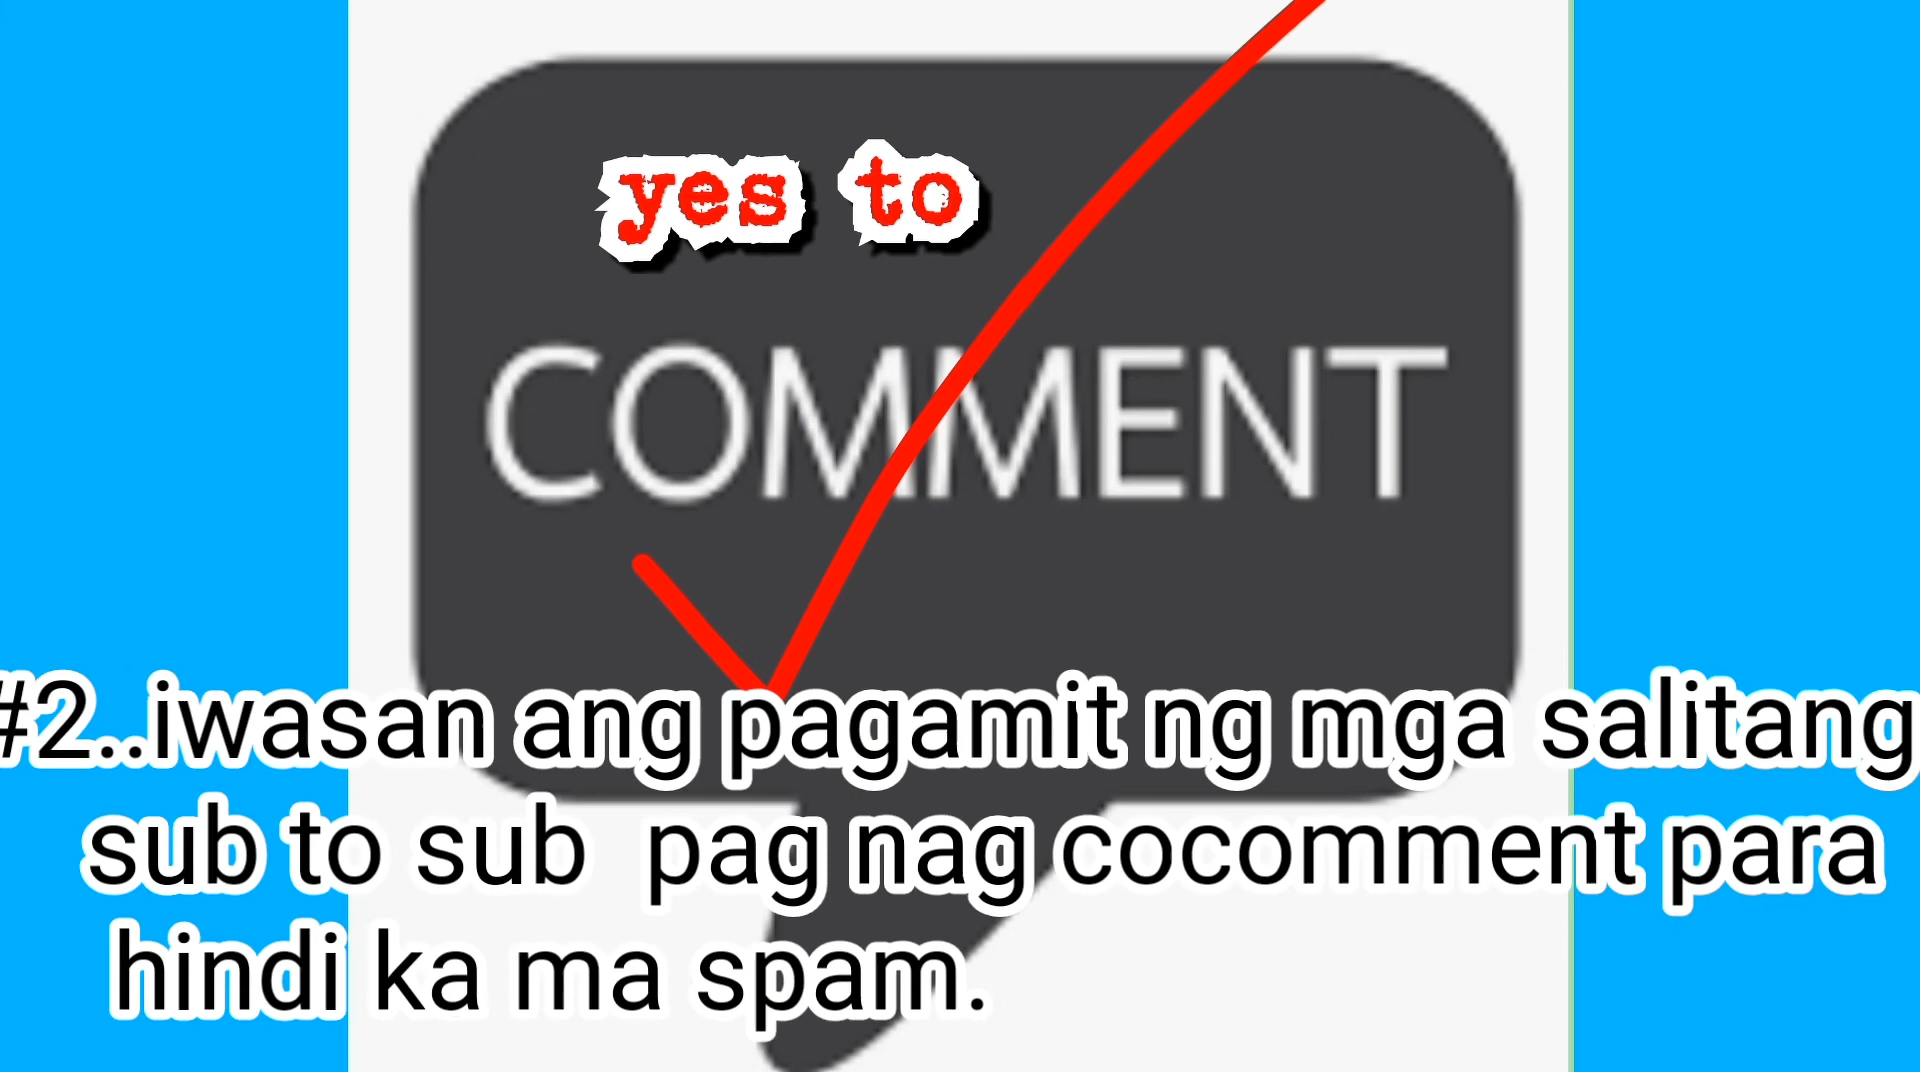 yes to
COMMENT
#2..iwasan ang pagamit ng mga salitang
sub to sub pag nag cocomment para
hindi ka ma spam.